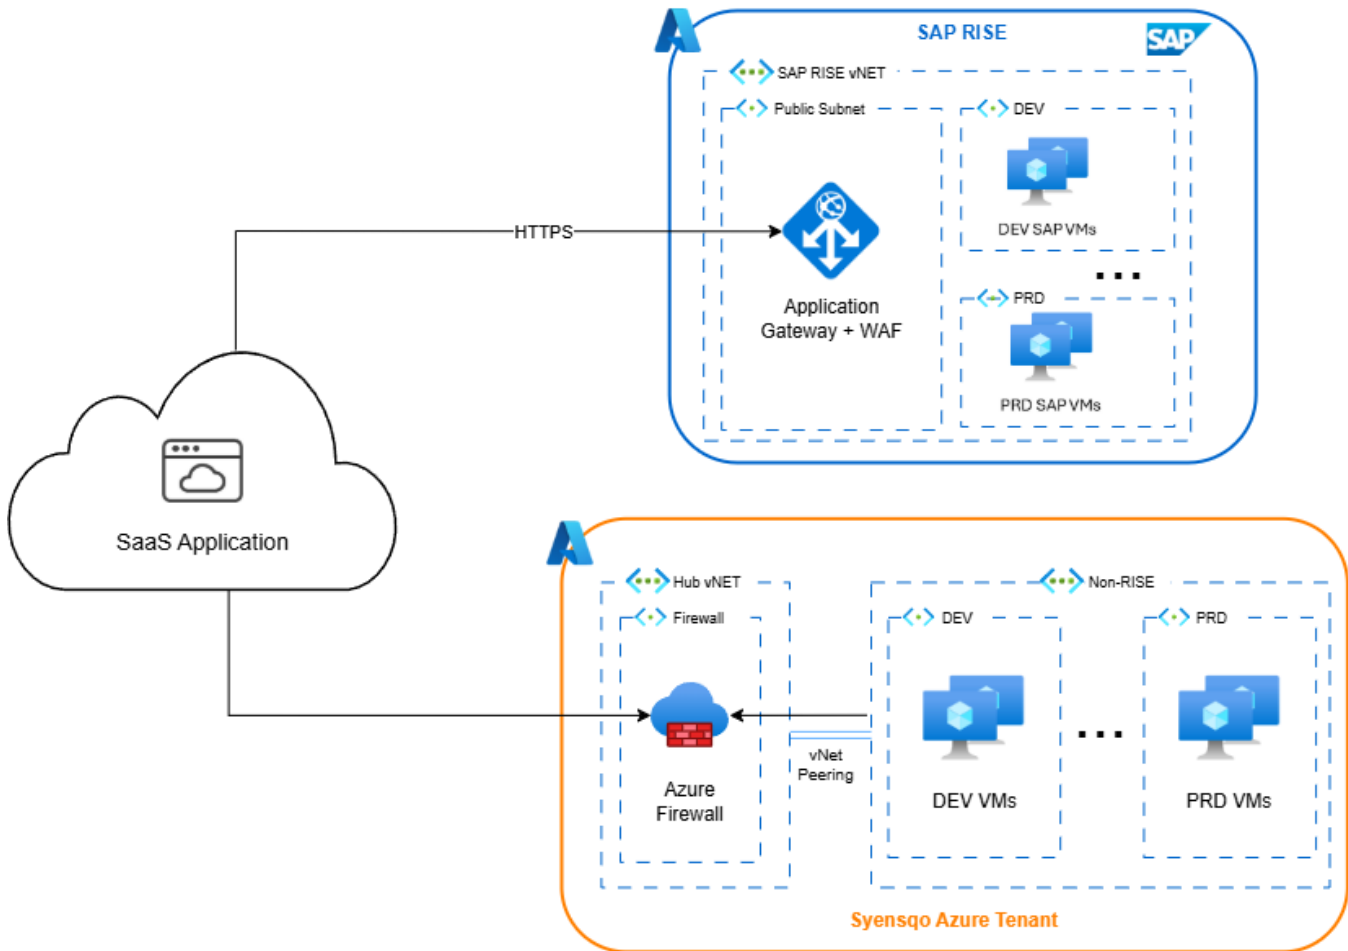 SAP RISE
SAP
SAP RISE vNET
Public Subnet
DEV
DEV SAP VMs
HTTPS
Application
Gateway + WAF
PRD
PRD SAP VMs
SaaS Application
Hub vNET
Non-RISE
Firewall
DEV
PRD
vNet
Peering
Azure
Firewall
DEV VMs
PRD VMs
Syensqo Azure Tenant